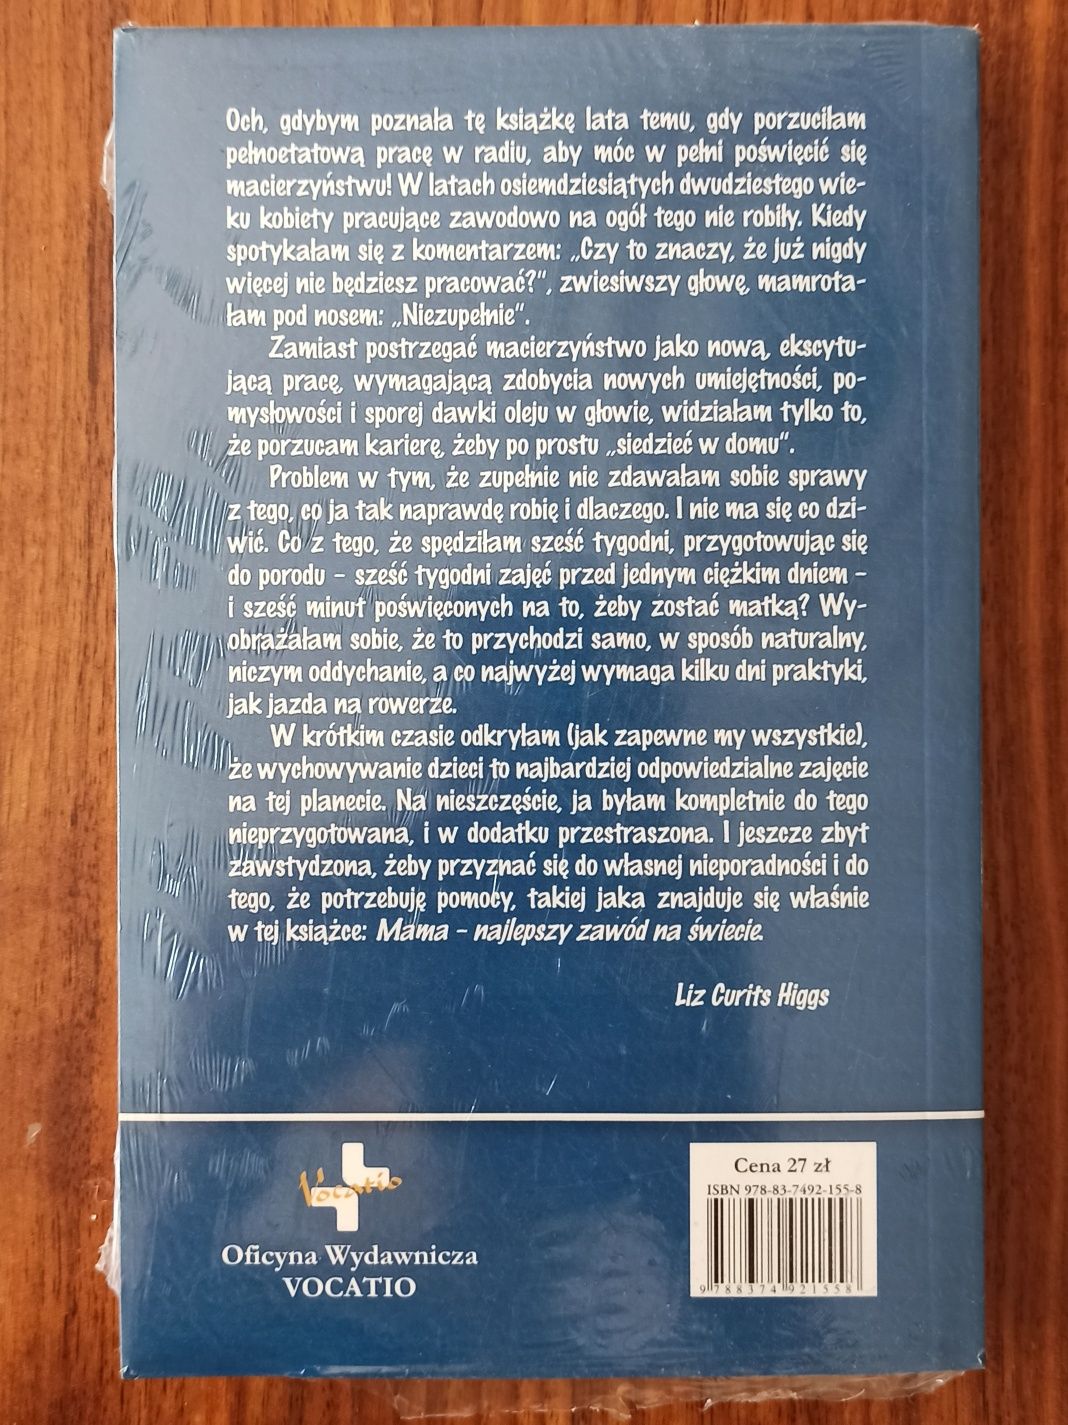 Och, gdybym poznała tę książkę lata temu, gdy porzuciłam
pełnoetatową pracę w radiu, aby móc w pełni poświęcić się
macierzyństwu! W latach osiemdziesiątych dwudziestego wie-
ku kobiety pracujące zawodowo na ogół tego nie robiły. Kiedy
spotykałam się z komentarzem: „Czy to znaczy, że już nigdy
więcej nie będziesz pracować?”, zwiesiwszy głowę, mamrota-
łam pod nosem: „Niezupełnie”.
Zamiast postrzegać macierzyństwo jako nową, ekscytu-
jącą pracę, wymagającą zdobycia nowych umiejętności, po-
mysłowości i sporej dawki oleju w głowie, widziałam tylko to,
że porzucam karierę, żeby po prostu „siedzieć w domu”.
Problem w tym, że zupełnie nie zdawałam sobie sprawy
z tego, co ja tak naprawdę robię i dlaczego. I nie ma się co dzi-
wić. Co z tego, że spędziłam sześć tygodni, przygotowując się
do porodu – sześć tygodni zajęć przed jednym ciężkim dniem –
i sześć minut poświęconych na to, żeby zostać matką? Wy-
obrażałam sobie, że to przychodzi samo, w sposób naturalny,
niczym oddychanie, a co najwyżej wymaga kilku dni praktyki,
jak jazda na rowerze.
W krótkim czasie odkryłam (jak zapewne my wszystkie),
że wychowywanie dzieci to najbardziej odpowiedzialne zajęcie
na tej planecie. Na nieszczęście, ja byłam kompletnie do tego
nieprzygotowana, i w dodatku przestraszona. I jeszcze zbyt
zawstydzona, żeby przyznać się do własnej nieporadności i do
tego, że potrzebuję pomocy, takiej jaka znajduje się właśnie
w tej książce: Mama – najlepszy zawód na świecie.
Liz Curits Higgs
Vocatio
Oficyna Wydawnicza
VOCATIO
Cena 27 zł
ISBN 978-83-7492-155-8
9 788374 921558